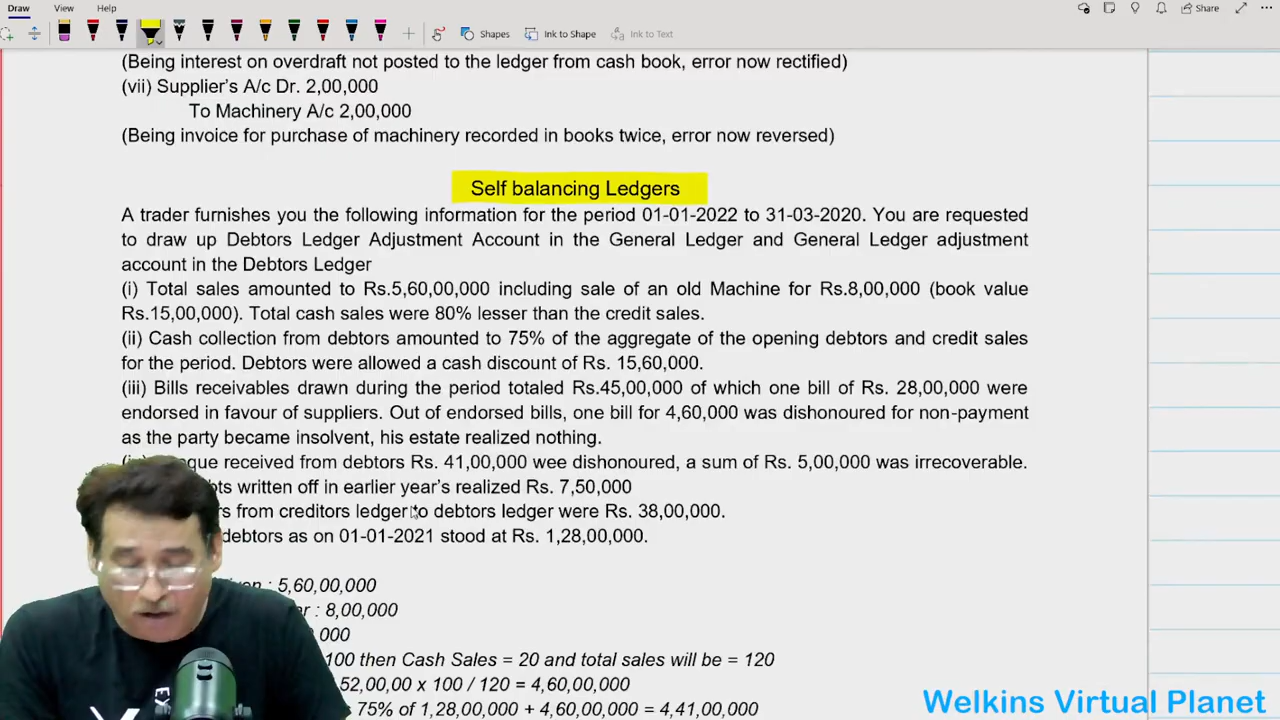 Draw View Help
Shapes Ink to Shape Ink to Text Share
(Being interest on overdraft not posted to the ledger from cash book, error now rectified)
(vii) Supplier's A/c Dr. 2,00,000
To Machinery A/c 2,00,000
(Being invoice for purchase of machinery recorded in books twice, error now reversed)
Self balancing Ledgers
A trader furnishes you the following information for the period 01-01-2022 to 31-03-2020. You are requested
to draw up Debtors Ledger Adjustment Account in the General Ledger and General Ledger adjustment
account in the Debtors Ledger
(i) Total sales amounted to Rs.5,60,00,000 including sale of an old Machine for Rs.8,00,000 (book value
Rs.15,00,000). Total cash sales were 80% lesser than the credit sales.
(ii) Cash collection from debtors amounted to 75% of the aggregate of the opening debtors and credit sales
for the period. Debtors were allowed a cash discount of Rs. 15,60,000.
(iii) Bills receivables drawn during the period totaled Rs.45,00,000 of which one bill of Rs. 28,00,000 were
endorsed in favour of suppliers. Out of endorsed bills, one bill for 4,60,000 was dishonoured for non-payment
as the party became insolvent, his estate realized nothing.
received from debtors Rs. 41,00,000 wee dishonoured, a sum of Rs. 5,00,000 was irrecoverable.
written off in earlier year's realized Rs. 7,50,000
from creditors ledger to debtors ledger were Rs. 38,00,000.
debtors as on 01-01-2021 stood at Rs. 1,28,00,000.
: 5,60,00,000
: 8,00,000
100 then Cash Sales = 20 and total sales will be = 120
52,00,00 x 100 / 120 = 4,60,00,000
75% of 1,28,00,000 + 4,60,00,000 = 4,41,00,000
Welkins Virtual Planet